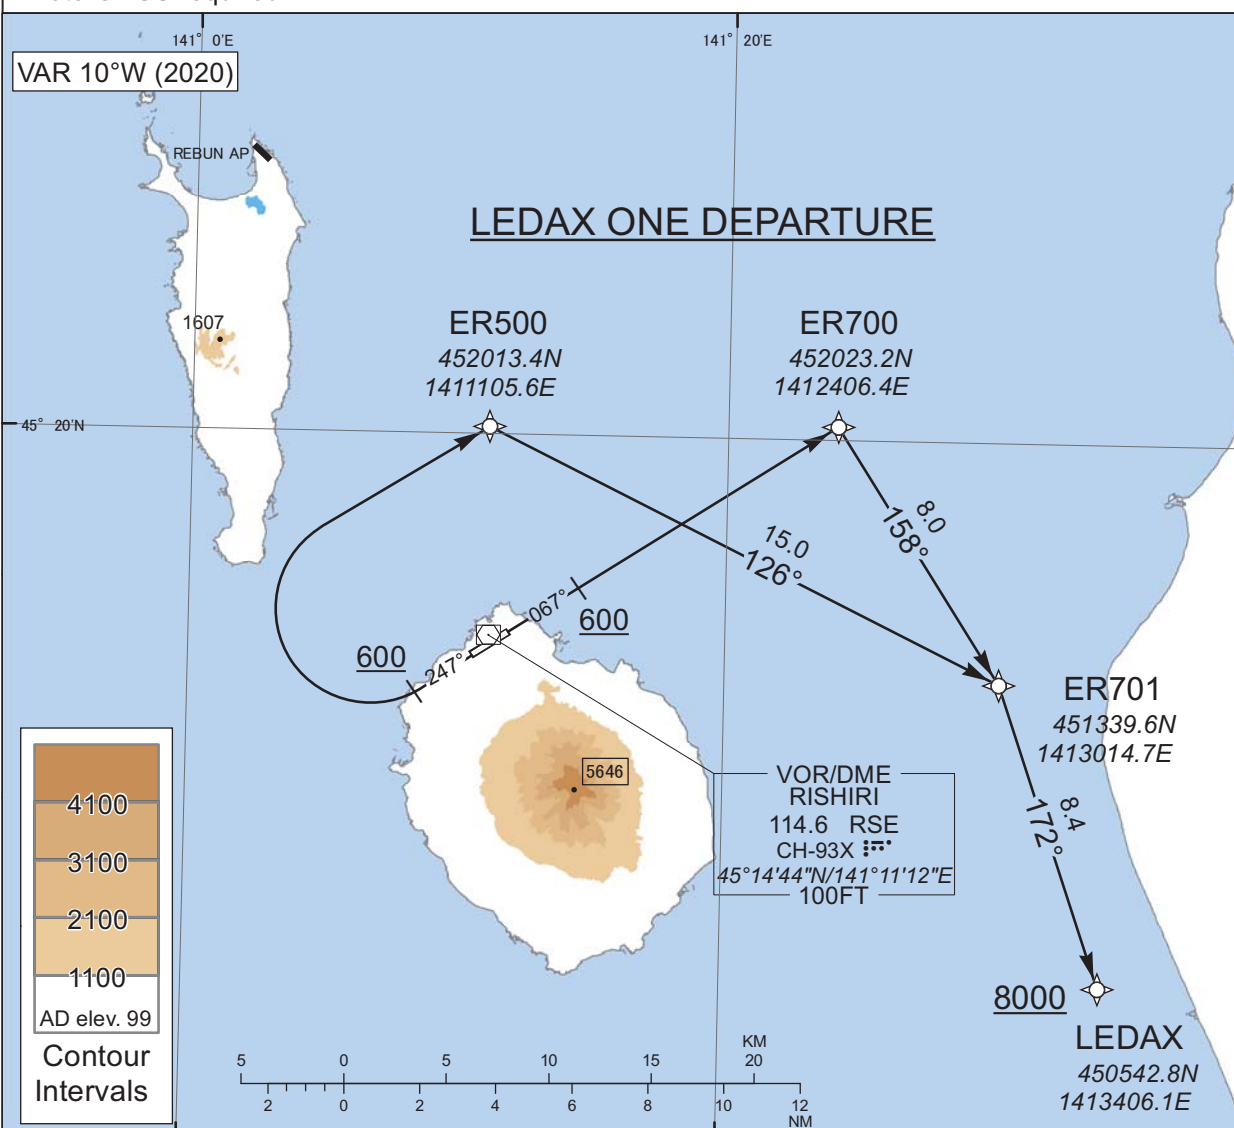 141° 0'E
141° 20'E
VAR 10°W (2020)
REBUN AP
LEDAX ONE DEPARTURE
1607
ER500
452013.4N
1411105.6E
ER700
452023.2N
1412406.4E
45° 20'N
8.0
158°
15.0
126°
067°
600
600
247°
ER701
451339.6N
1413014.7E
5646
VOR/DME
RISHIRI
114.6 RSE
CH-93X
45°14'44"N/141°11'12"E
100FT
8.4
172°
4100
3100
2100
1100
AD elev. 99
Contour
Intervals
8000
LEDAX
450542.8N
1413406.1E
KM
5 0 5 10 15 20
2 0 2 4 6 8 10 12
NM